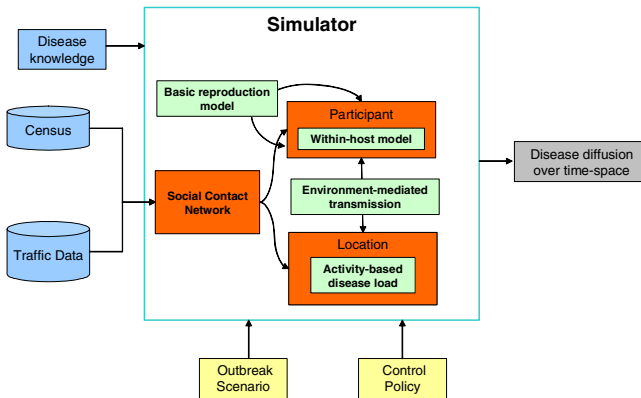 Simulator
Disease
knowledge
Basic reproduction
model
Census
Participant
Within-host model
Disease diffusion
over time-space
Social Contact
Network
Environment-mediated
transmission
Traffic Data
Location
Activity-based
disease load
Outbreak
Scenario
Control
Policy